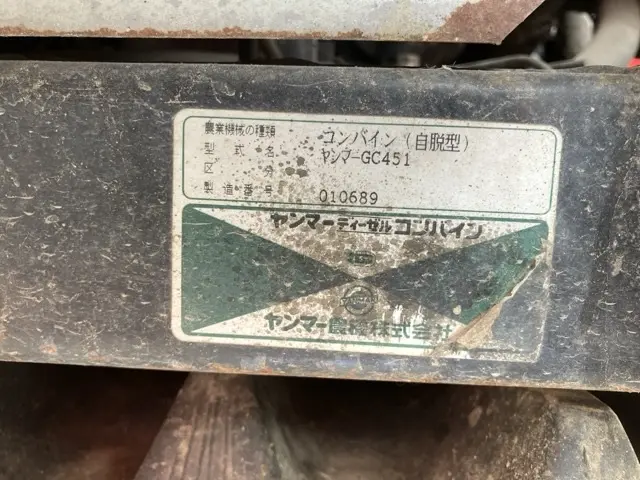 農業機械の種類 コンバイン(自脱型)
型式名 ヤンマーGC451
区分
製造番号 010689
ヤンマーディーゼルコンバイン
ヤンマー農機株式会社